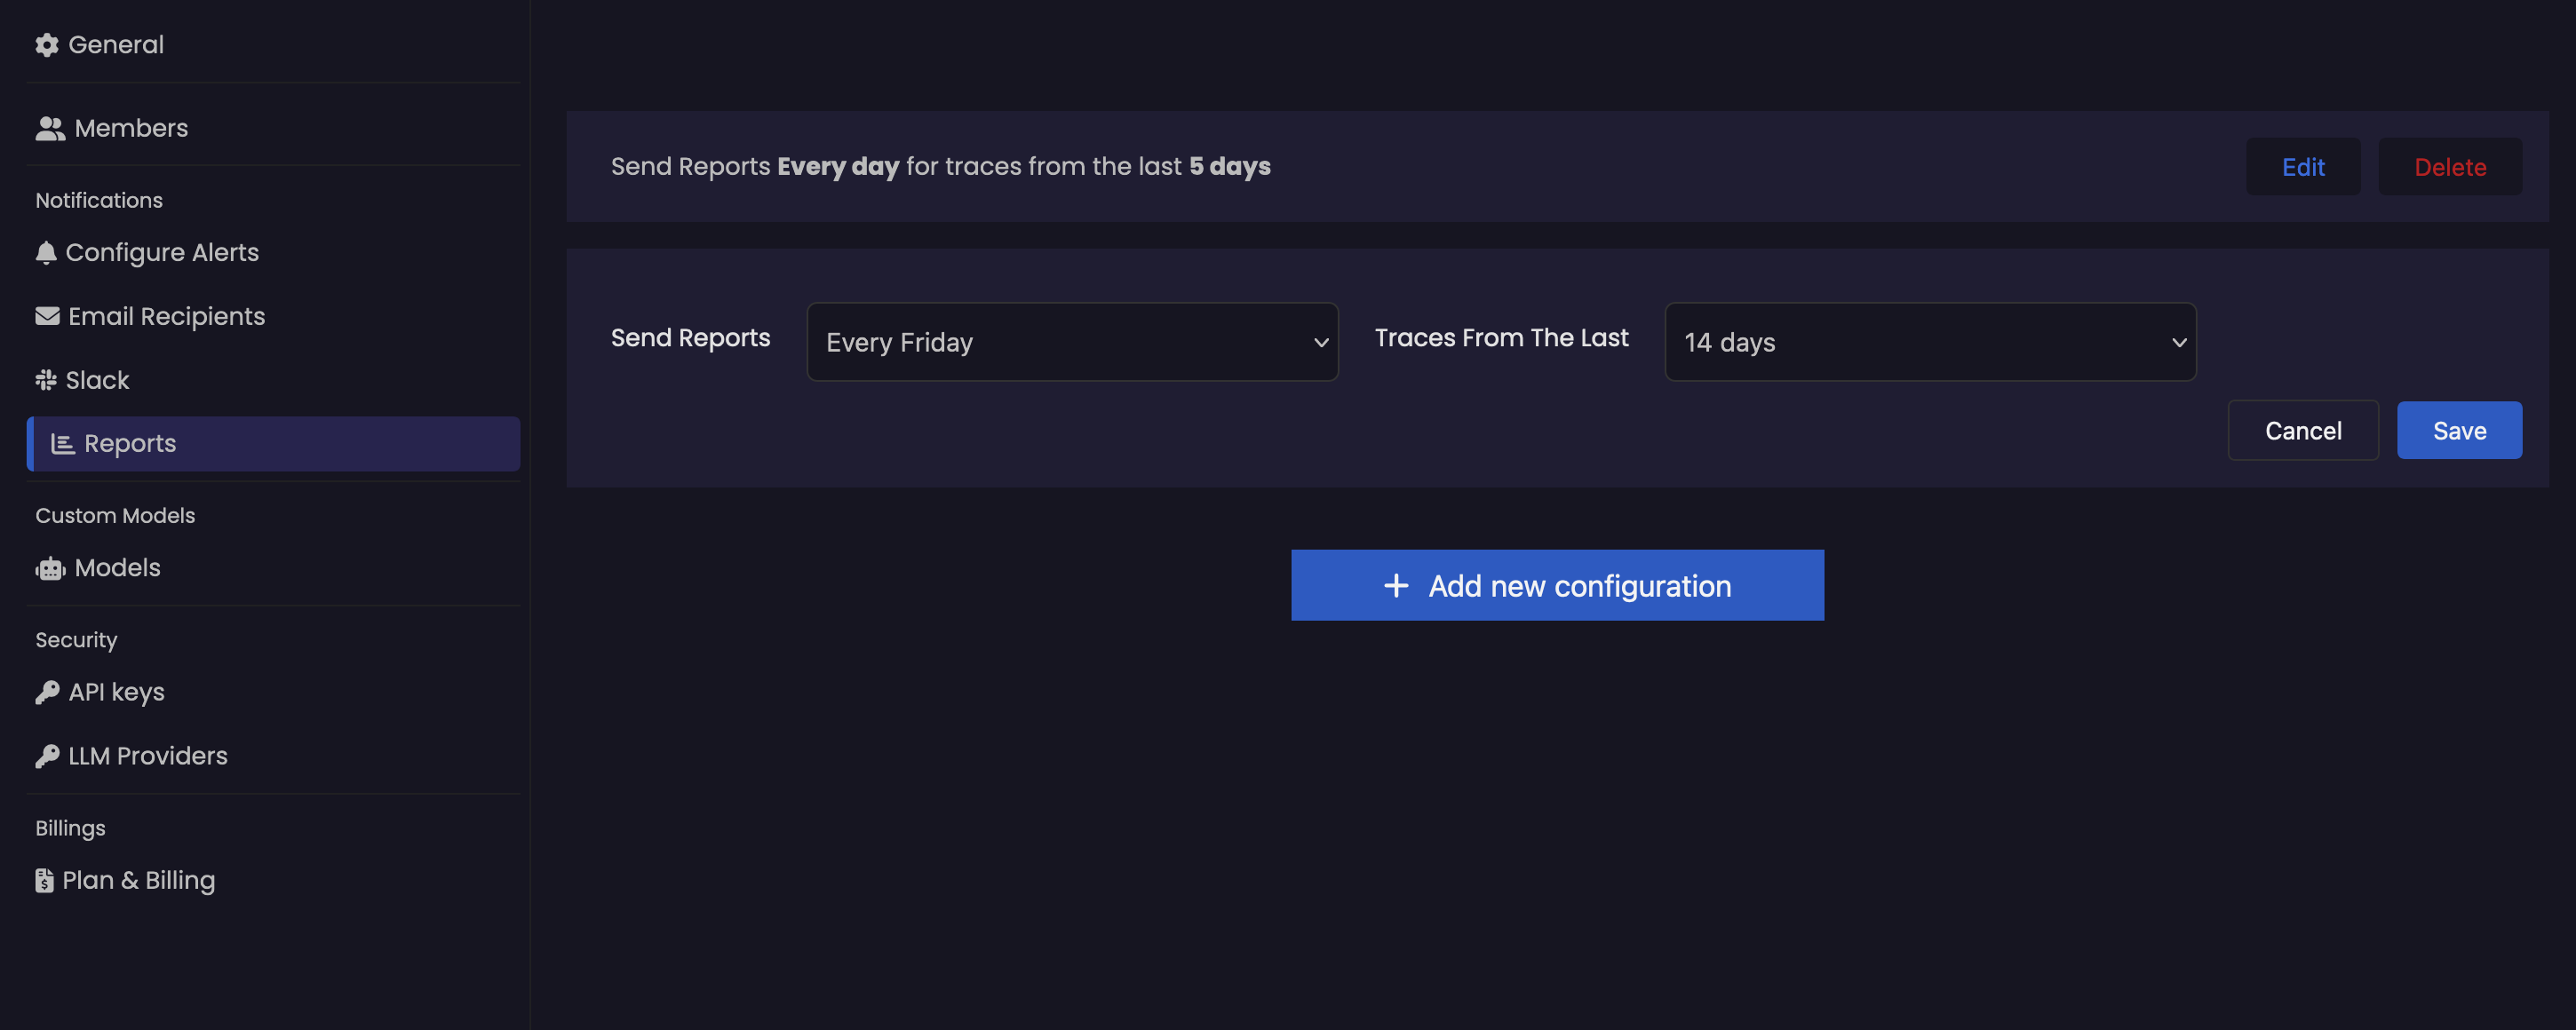 General
Members
Notifications
Configure Alerts
Email Recipients
Slack
Reports
Custom Models
Models
Security
API keys
LLM Providers
Billings
Plan & Billing
Send Reports Every day for traces from the last 5 days
Edit
Delete
Send Reports
Every Friday
Traces From The Last
14 days
Cancel
Save
+ Add new configuration